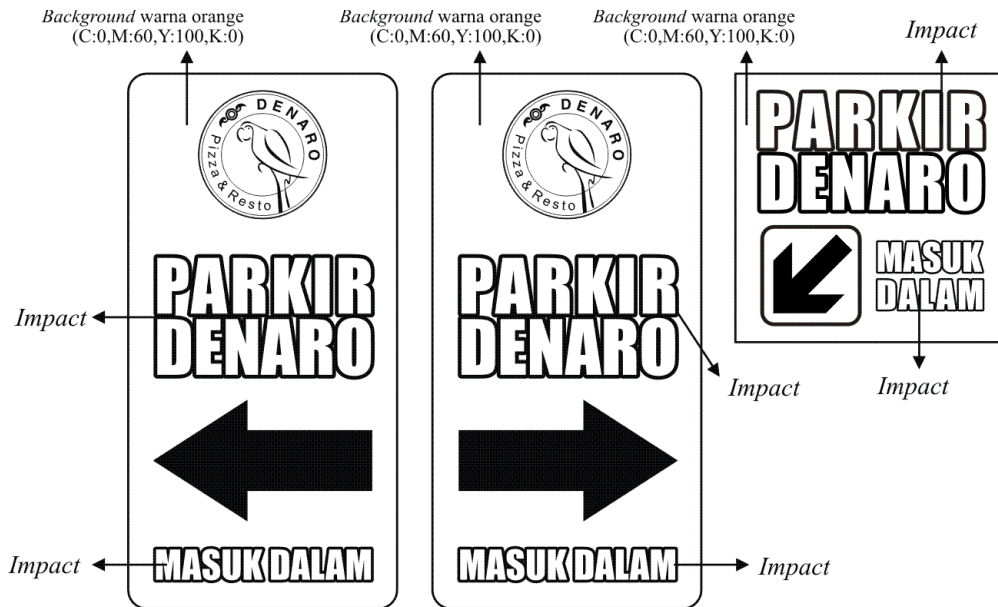 Background warna orange
(C:0,M:60,Y:100,K:0)
Background warna orange
(C:0,M:60,Y:100,K:0)
Background warna orange
(C:0,M:60,Y:100,K:0)
Impact
DENARO
Pizza & Resto
PARKIR
DENARO
Impact
MASUK DALAM
Impact
DENARO
Pizza & Resto
PARKIR
DENARO
Impact
MASUK DALAM
Impact
PARKIR
DENARO
MASUK
DALAM
Impact